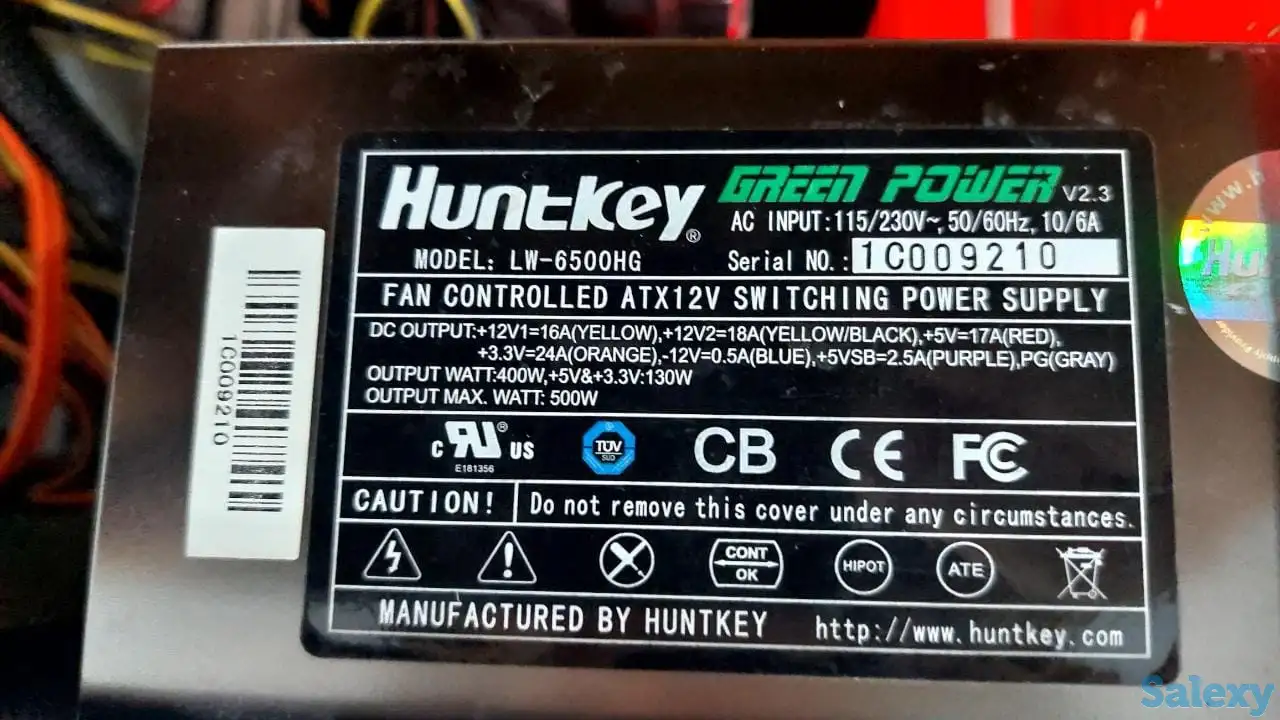 HuntKey® GREEN POWER V2.3
AC INPUT:115/230V~, 50/60Hz, 10/6A
MODEL: LW-6500HG Serial NO.: 1C009210
FAN CONTROLLED ATX12V SWITCHING POWER SUPPLY
DC OUTPUT:+12V1=16A(YELLOW),+12V2=18A(YELLOW/BLACK),+5V=17A(RED),
+3.3V=24A(ORANGE),-12V=0.5A(BLUE),+5VSB=2.5A(PURPLE),PG(GRAY)
OUTPUT WATT:400W,+5V&+3.3V:130W
OUTPUT MAX. WATT: 500W
c RU® US TÜV SÜD CB CE FC
E181356
CAUTION! Do not remove this cover under any circumstances.
CONT OK HIPOT ATE
MANUFACTURED BY HUNTKEY http://www.huntkey.com
1C009210
www.h
Hu
Salexy